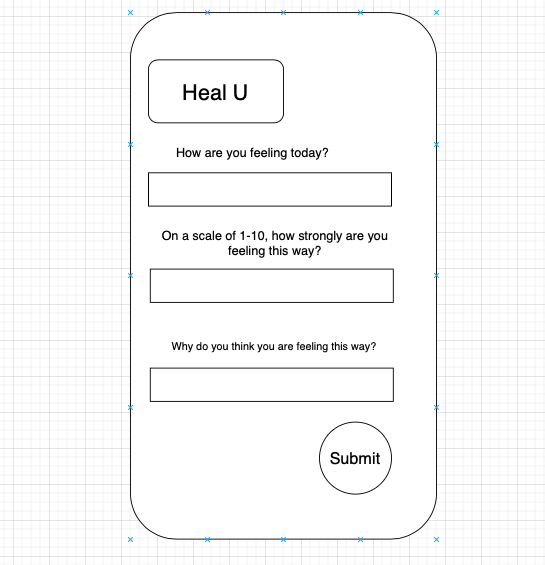 Heal U
How are you feeling today?
On a scale of 1-10, how strongly are you
feeling this way?
Why do you think you are feeling this way?
Submit